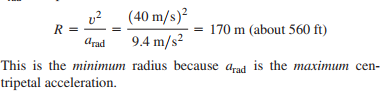 R = υ²/a_rad = (40 m/s)²/9.4 m/s² = 170 m (about 560 ft)
This is the minimum radius because a_rad is the maximum cen-
tripetal acceleration.